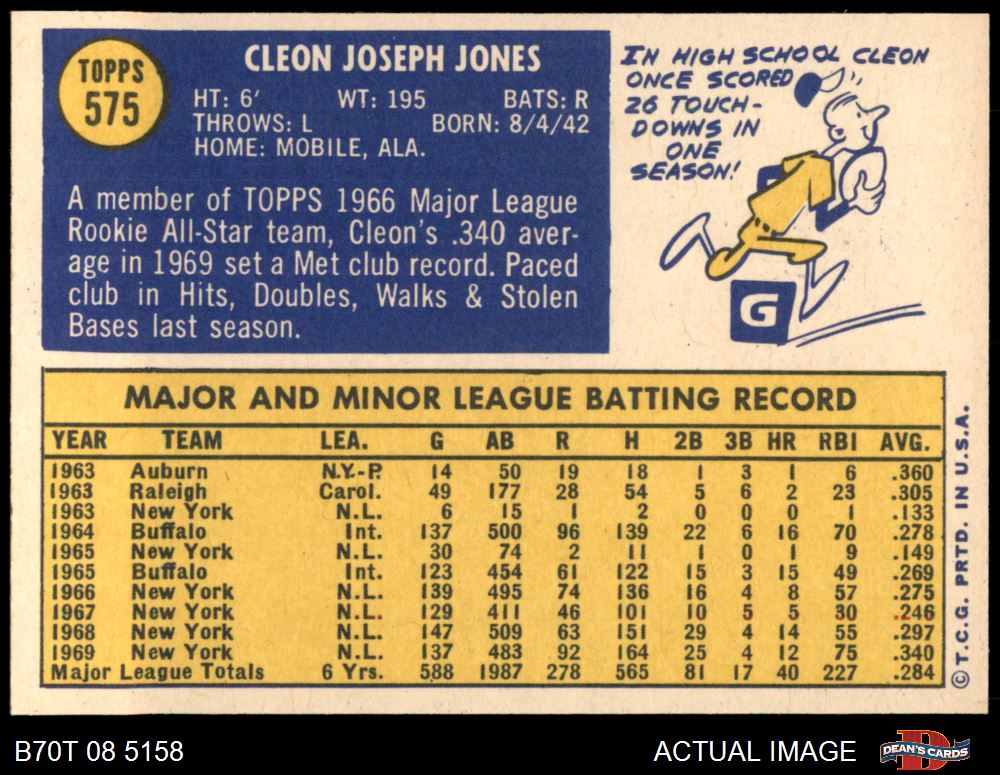 TOPPS
575
CLEON JOSEPH JONES
HT: 6' WT: 195 BATS: R
THROWS: L BORN: 8/4/42
HOME: MOBILE, ALA.
A member of TOPPS 1966 Major League
Rookie All-Star team, Cleon's .340 aver-
age in 1969 set a Met club record. Paced
club in Hits, Doubles, Walks & Stolen
Bases last season.
IN HIGH SCHOOL CLEON
ONCE SCORED
26 TOUCH-
DOWNS IN
ONE
SEASON!
G
MAJOR AND MINOR LEAGUE BATTING RECORD
YEAR TEAM LEA. G AB R H 2B 3B HR RBI AVG.
1963 Auburn N.Y.-P. 14 50 19 18 1 3 1 6 .360
1963 Raleigh Carol. 49 177 28 54 5 6 2 23 .305
1963 New York N.L. 6 15 1 2 0 0 0 1 .133
1964 Buffalo Int. 137 500 96 139 22 6 16 70 .278
1965 New York N.L. 30 74 2 11 1 0 1 9 .149
1965 Buffalo Int. 123 454 61 122 15 3 15 49 .269
1966 New York N.L. 139 495 74 136 16 4 8 57 .275
1967 New York N.L. 129 411 46 101 10 5 5 30 .246
1968 New York N.L. 147 509 63 151 29 4 14 55 .297
1969 New York N.L. 137 483 92 164 25 4 12 75 .340
Major League Totals 6 Yrs. 588 1987 278 565 81 17 40 227 .284
© T.C.G. PRTD. IN U.S.A.
B70T 08 5158
ACTUAL IMAGE
D
DEAN'S CARDS